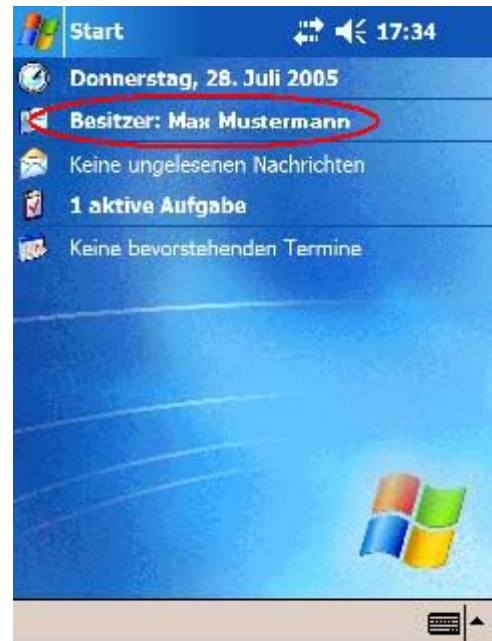 Start 17:34
Donnerstag, 28. Juli 2005
Besitzer: Max Mustermann
Keine ungelesenen Nachrichten
1 aktive Aufgabe
Keine bevorstehenden Termine